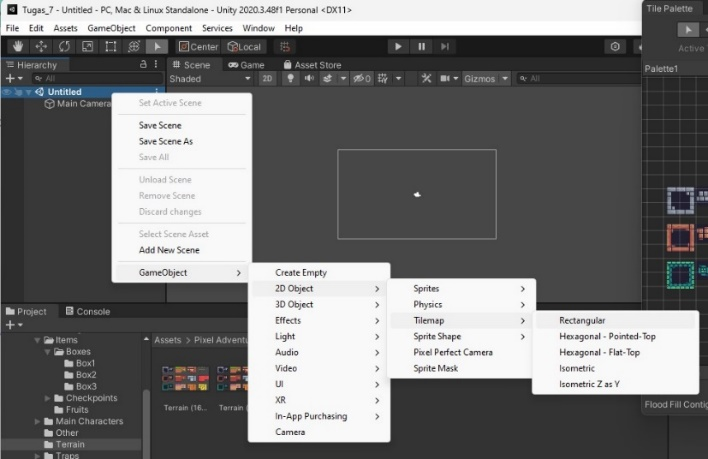 Tugas_7 - Untitled - PC, Mac & Linux Standalone - Unity 2020.3.48f1 Personal <DX11>
File Edit Assets GameObject Component Services Window Help
Center Local
Hierarchy
All
Untitled
Main Camera
Scene Game Asset Store
Shaded 2D 0 Gizmos All
Tile Palette
Active
Palette1
Set Active Scene
Save Scene
Save Scene As
Save All
Unload Scene
Remove Scene
Discard changes
Select Scene Asset
Add New Scene
GameObject
Create Empty
2D Object
3D Object
Effects
Light
Audio
Video
UI
XR
In-App Purchasing
Camera
Sprites
Physics
Tilemap
Sprite Shape
Pixel Perfect Camera
Sprite Mask
Rectangular
Hexagonal - Pointed-Top
Hexagonal - Flat-Top
Isometric
Isometric Z as Y
Project Console
Items
Boxes
Box1
Box2
Box3
Checkpoints
Fruits
Main Characters
Other
Terrain
Traps
Assets > Pixel Adventu
Terrain (16... Terrain (
Flood Fill Contig